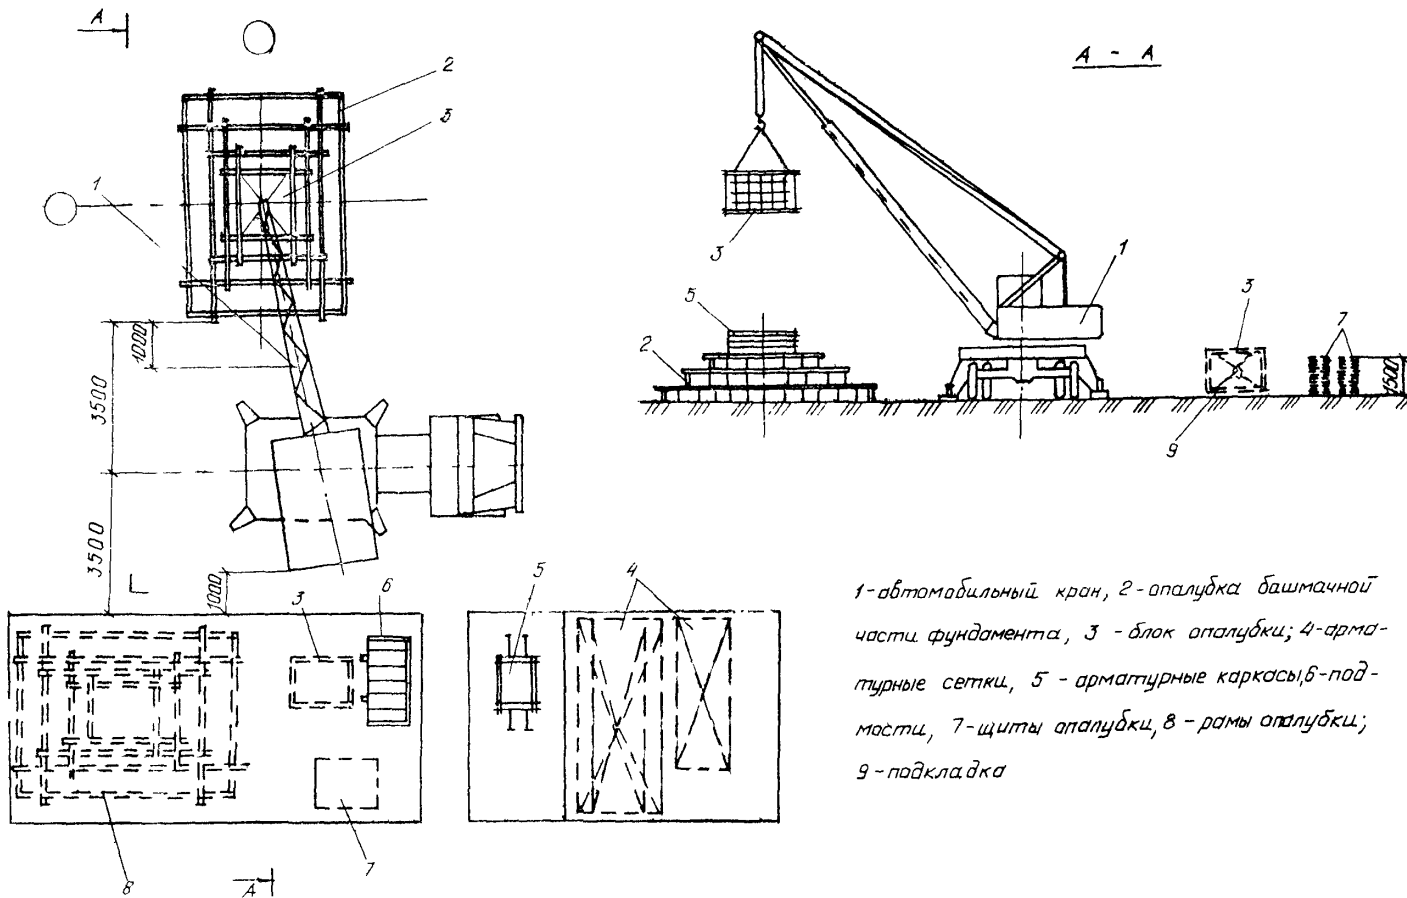 А
А - А
2
3
1
3
1
5
2
3
7
1500
9
1000
3500
3500
1000
3
6
5
4
8
7
А
1-автомобильный кран, 2-опалубка башмачной
части фундамента, 3 - блок опалубки; 4-арма-
турные сетки, 5 - арматурные каркасы,6-под-
мости, 7-щиты опалубки, 8-рамы опалубки;
9-подкладка